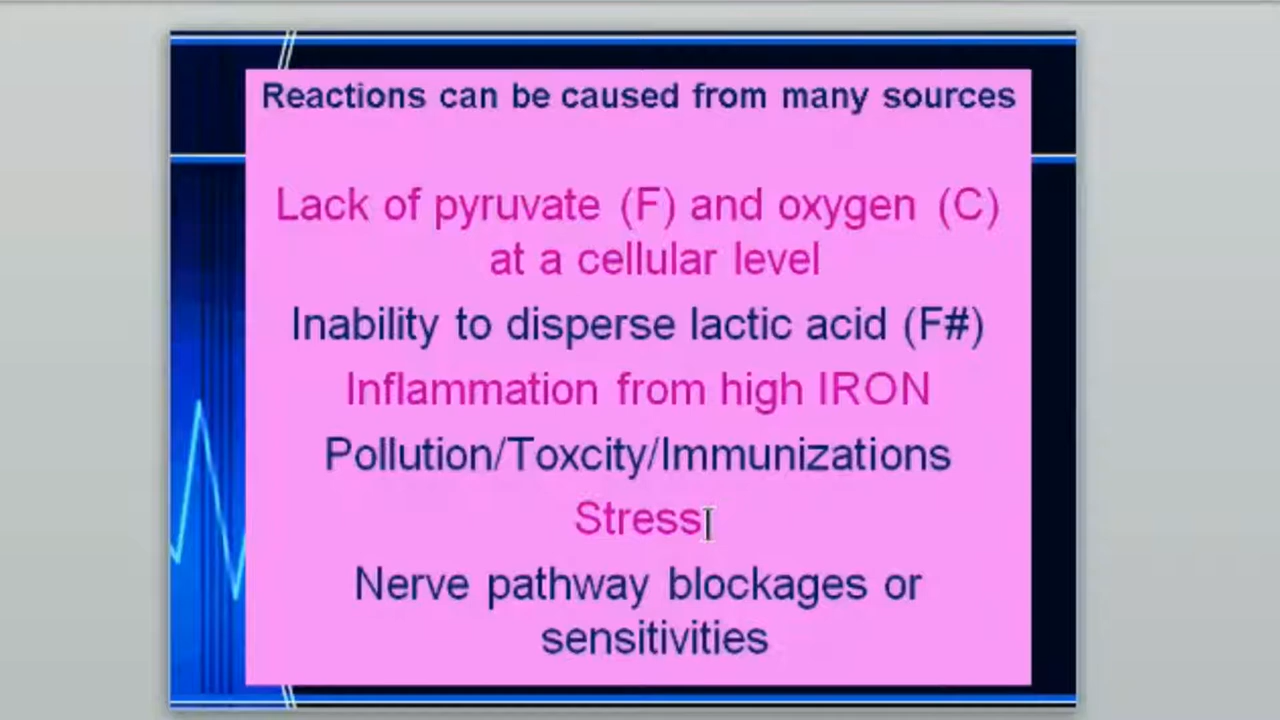 Reactions can be caused from many sources
Lack of pyruvate (F) and oxygen (C)
at a cellular level
Inability to disperse lactic acid (F#)
Inflammation from high IRON
Pollution/Toxcity/Immunizations
Stress
Nerve pathway blockages or
sensitivities